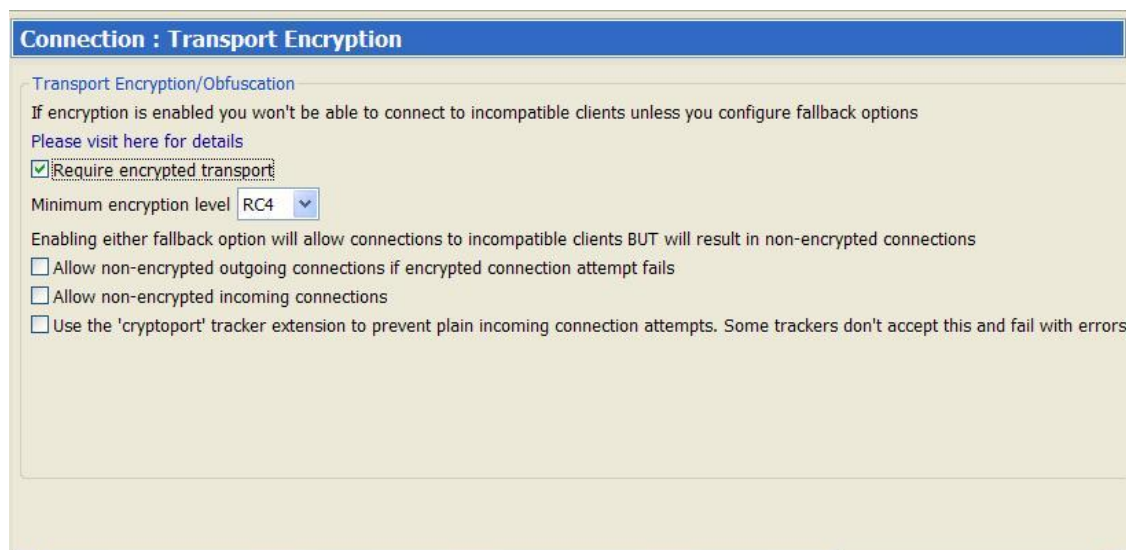 Connection : Transport Encryption
Transport Encryption/Obfuscation
If encryption is enabled you won't be able to connect to incompatible clients unless you configure fallback options
Please visit here for details
Require encrypted transport
Minimum encryption level RC4
Enabling either fallback option will allow connections to incompatible clients BUT will result in non-encrypted connections
Allow non-encrypted outgoing connections if encrypted connection attempt fails
Allow non-encrypted incoming connections
Use the 'cryptoport' tracker extension to prevent plain incoming connection attempts. Some trackers don't accept this and fail with errors